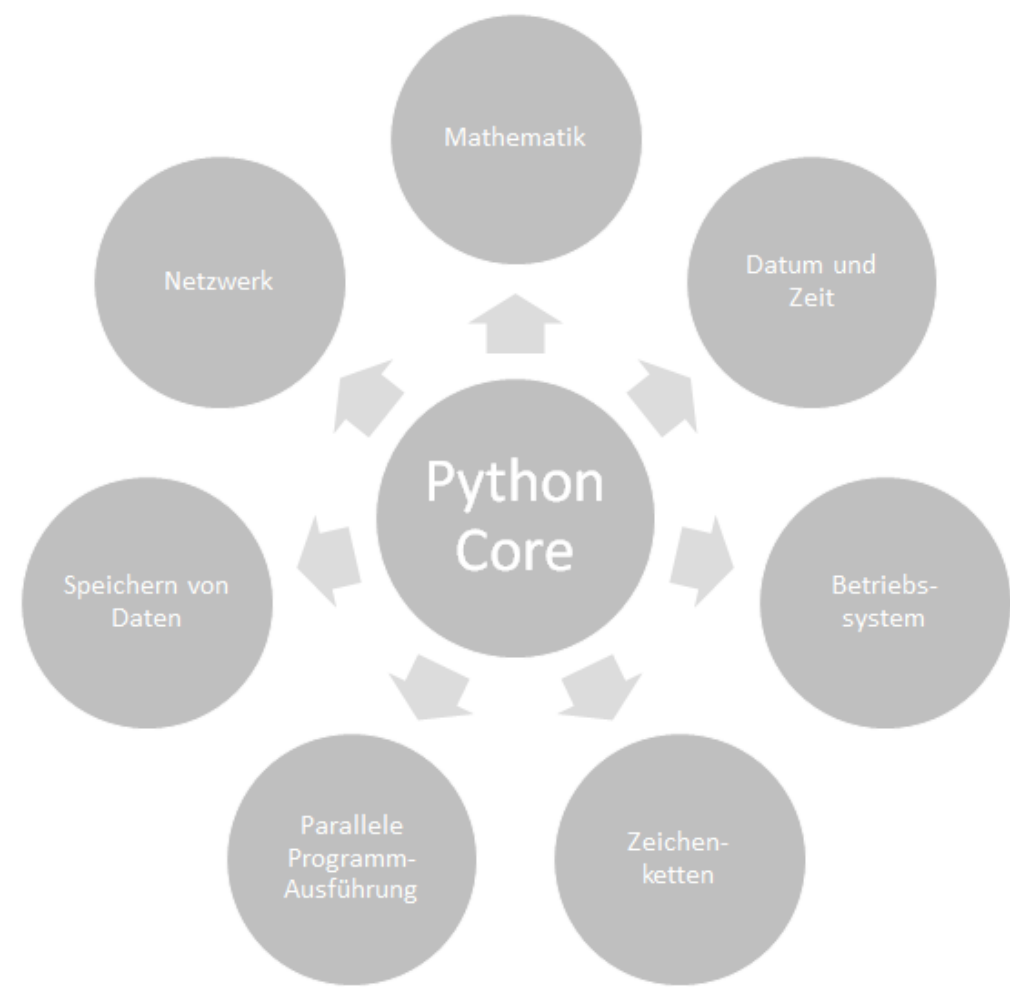 Mathematik
Datum und
Zeit
Netzwerk
Python
Core
Betriebs-
system
Speichern von
Daten
Zeichen-
ketten
Parallele
Programm-
Ausführung